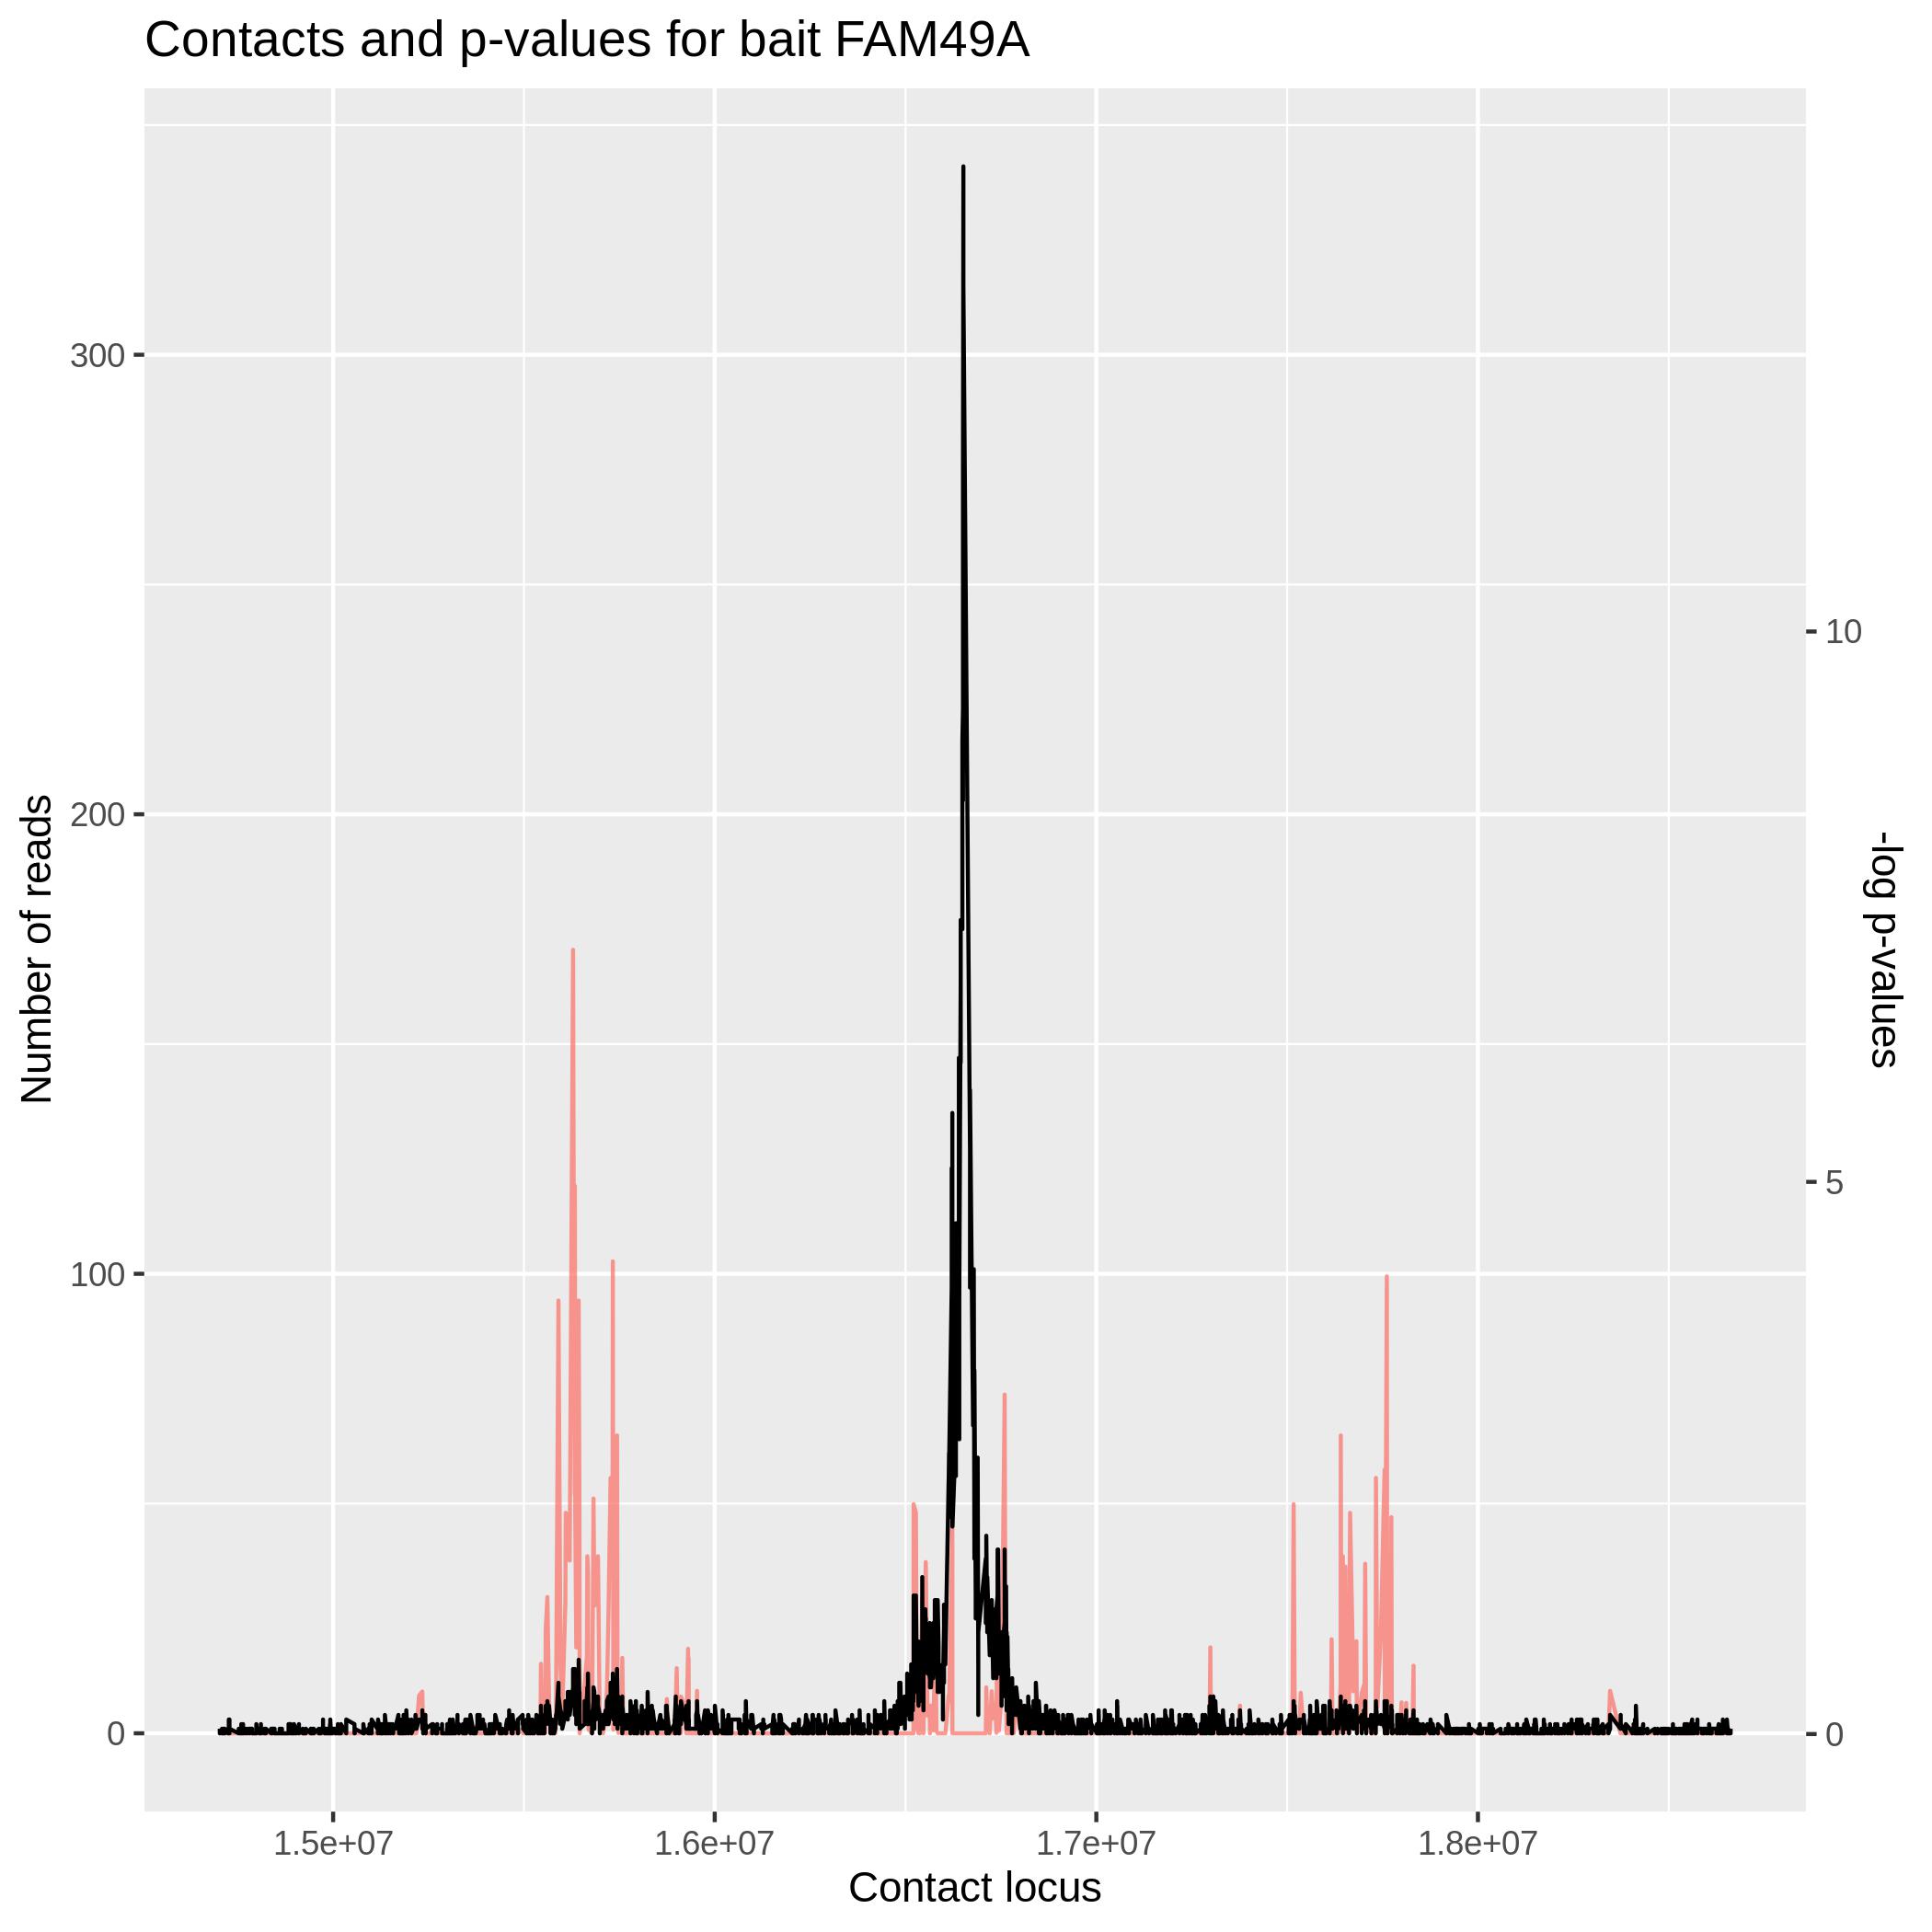 Contacts and p-values for bait FAM49A
300
200
100
0
10
5
0
Number of reads
-log p-values
1.5e+07 1.6e+07 1.7e+07 1.8e+07
Contact locus